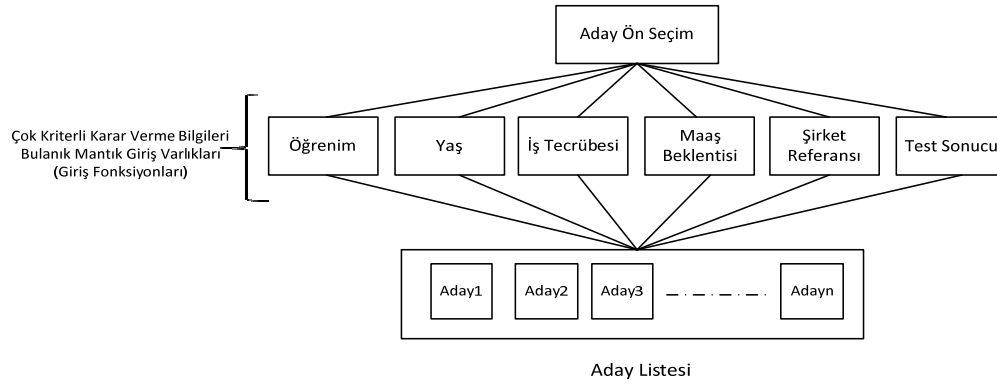 Aday Ön Seçim
Çok Kriterli Karar Verme Bilgileri
Bulanık Mantık Giriş Varlıkları
(Giriş Fonksiyonları)
Öğrenim
Yaş
İş Tecrübesi
Maaş
Beklentisi
Şirket
Referansı
Test Sonucu
Aday1
Aday2
Aday3
Adayn
Aday Listesi